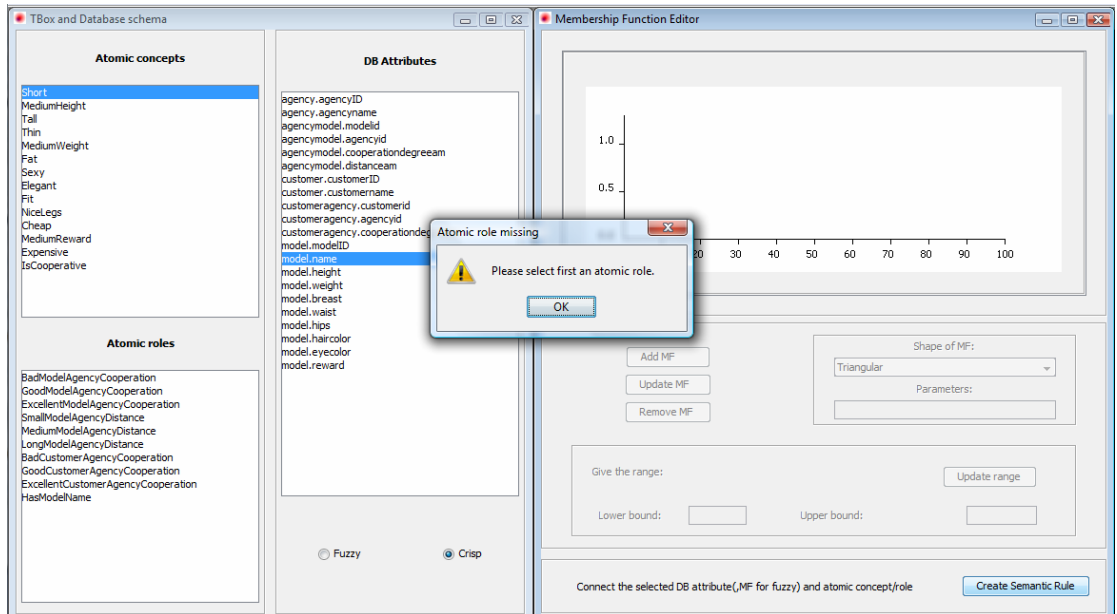 TBox and Database schema
Atomic concepts
Short
MediumHeight
Tall
Thin
MediumWeight
Fat
Sexy
Elegant
Fit
NiceLegs
Cheap
MediumReward
Expensive
IsCooperative
Atomic roles
BadModelAgencyCooperation
GoodModelAgencyCooperation
ExcellentModelAgencyCooperation
SmallModelAgencyDistance
MediumModelAgencyDistance
LongModelAgencyDistance
BadCustomerAgencyCooperation
GoodCustomerAgencyCooperation
ExcellentCustomerAgencyCooperation
HasModelName
DB Attributes
agency.agencyID
agency.agencyname
agencymodel.modelid
agencymodel.agencyid
agencymodel.cooperationdegreeam
agencymodel.distanceam
customer.customerID
customer.customername
customeragency.customerid
customeragency.agencyid
customeragency.cooperationdeg
model.modelID
model.name
model.height
model.weight
model.breast
model.waist
model.hips
model.haircolor
model.eyecolor
model.reward
Fuzzy Crisp
Atomic role missing
Please select first an atomic role.
OK
Membership Function Editor
1.0
0.5
0.0
20 30 40 50 60 70 80 90 100
Add MF
Update MF
Remove MF
Shape of MF:
Triangular
Parameters:
Give the range:
Update range
Lower bound: Upper bound:
Connect the selected DB attribute(,MF for fuzzy) and atomic concept/role Create Semantic Rule